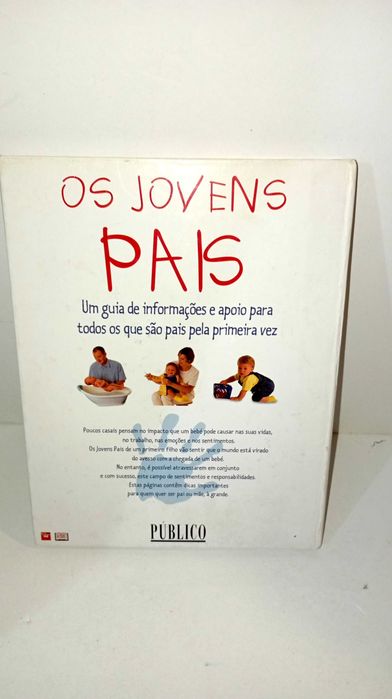 OS JOVENS
PAIS
Um guia de informações e apoio para
todos os que são pais pela primeira vez
Poucos casais pensam no impacto que um bebé pode causar nas suas vidas,
no trabalho, nas emoções e nos sentimentos.
Os Jovens Pais de um primeiro filho vão sentir que o mundo está virado
do avesso com a chegada de um bebé.
No entanto, é possível atravessarem em conjunto
e com sucesso, este campo de sentimentos e responsabilidades.
Estas páginas contêm dicas importantes
para quem quer ser pai ou mãe, à grande.
PÚBLICO